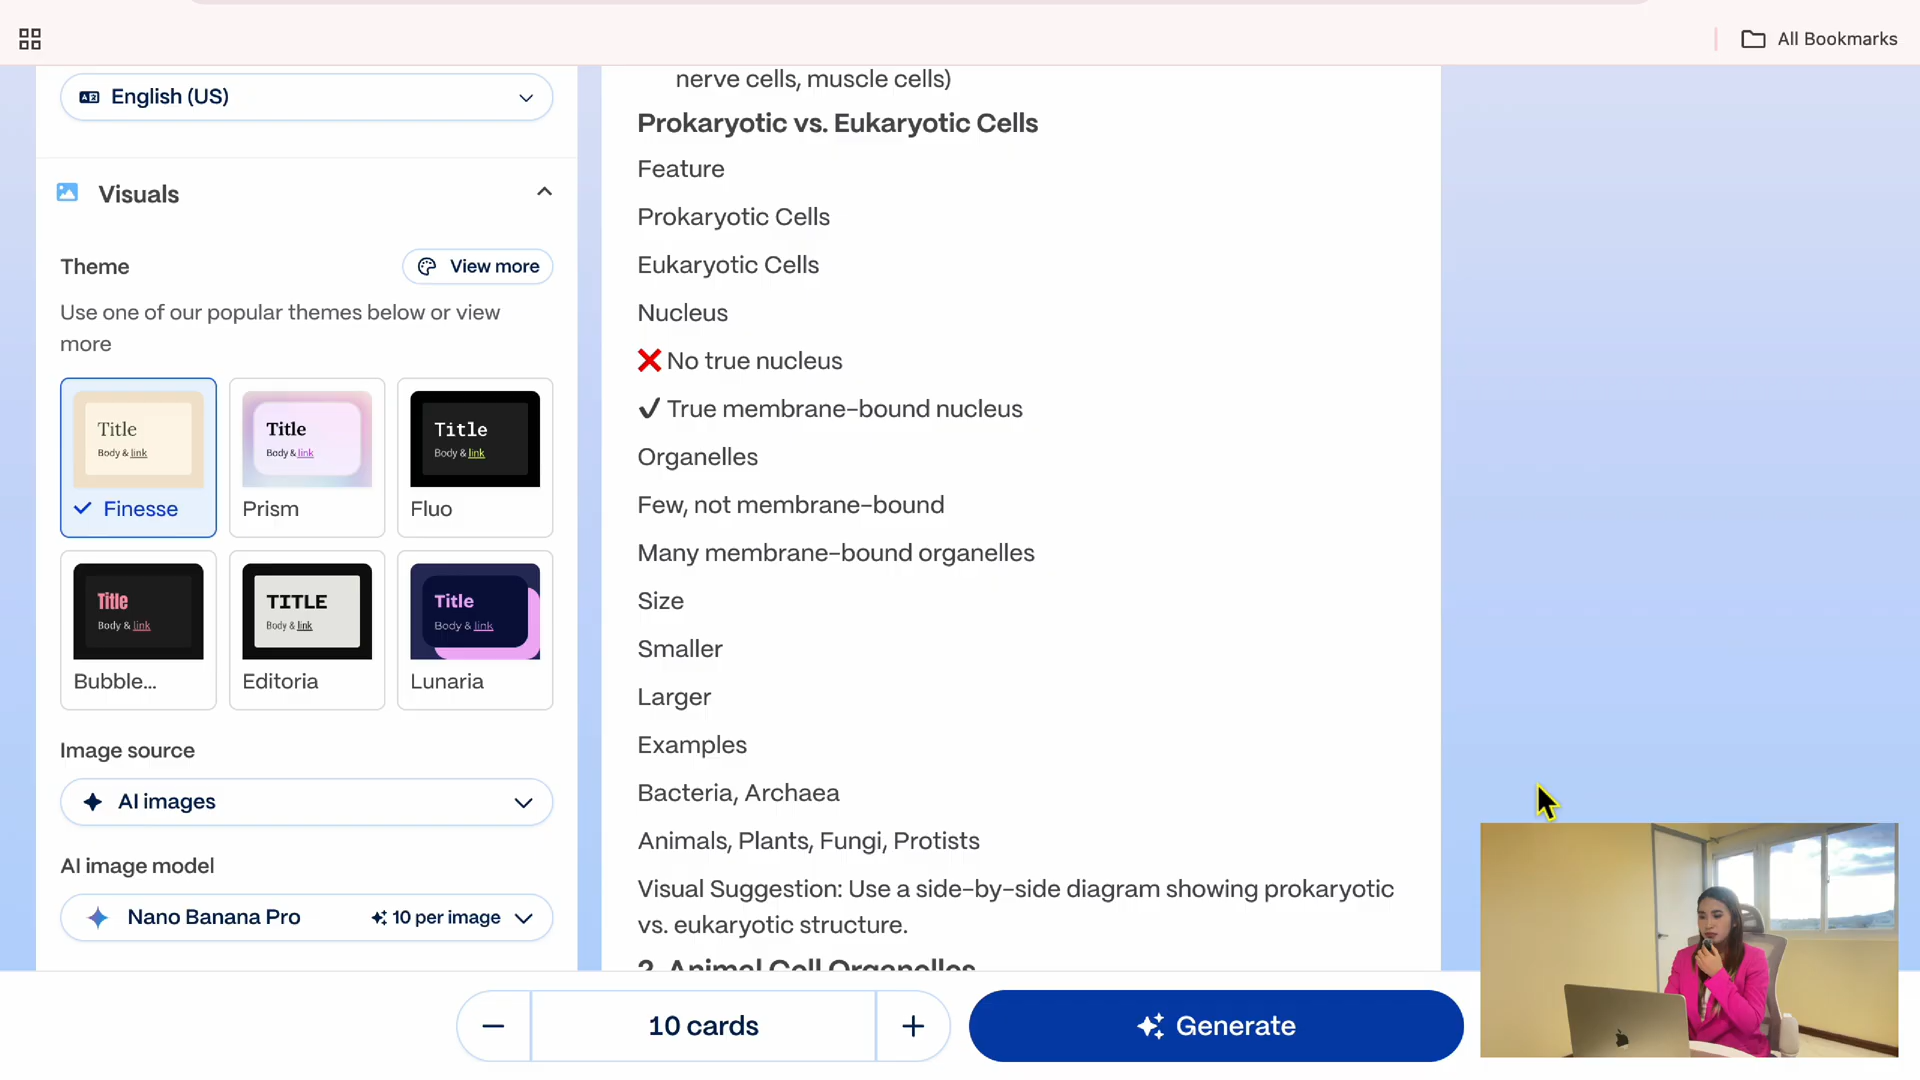 All Bookmarks
English (US)
Visuals
Theme
View more
Use one of our popular themes below or view
more
Title
Body & link
Finesse
Title
Body & link
Prism
Title
Body & link
Fluo
Title
Body & link
Bubble...
TITLE
Body & link
Editoria
Title
Body & link
Lunaria
Image source
AI images
AI image model
Nano Banana Pro
10 per image
nerve cells, muscle cells)
Prokaryotic vs. Eukaryotic Cells
Feature
Prokaryotic Cells
Eukaryotic Cells
Nucleus
❌ No true nucleus
✔ True membrane-bound nucleus
Organelles
Few, not membrane-bound
Many membrane-bound organelles
Size
Smaller
Larger
Examples
Bacteria, Archaea
Animals, Plants, Fungi, Protists
Visual Suggestion: Use a side-by-side diagram showing prokaryotic
vs. eukaryotic structure.
2. Animal Cell Organelles
10 cards
Generate